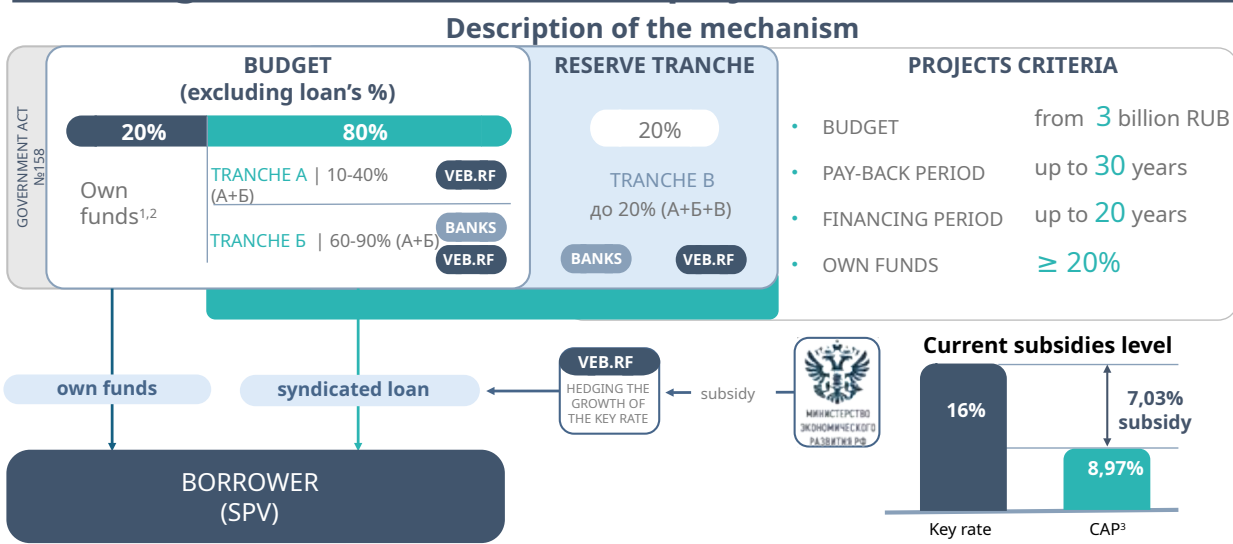 Description of the mechanism
GOVERNMENT ACT
№158
BUDGET
(excluding loan's %)
20%
80%
Own
funds1,2
TRANCHE А | 10-40%
(А+Б)
VEB.RF
TRANCHE Б | 60-90% (А+Б)
BANKS
VEB.RF
RESERVE TRANCHE
20%
TRANCHE В
до 20% (А+Б+В)
BANKS
VEB.RF
PROJECTS CRITERIA
• BUDGET from 3 billion RUB
• PAY-BACK PERIOD up to 30 years
• FINANCING PERIOD up to 20 years
• OWN FUNDS ≥ 20%
own funds
syndicated loan
VEB.RF
HEDGING THE
GROWTH OF
THE KEY RATE
subsidy
МИНИСТЕРСТВО
ЭКОНОМИЧЕСКОГО
РАЗВИТИЯ РФ
BORROWER
(SPV)
Current subsidies level
16%
7,03%
subsidy
8,97%
Key rate
CAP3